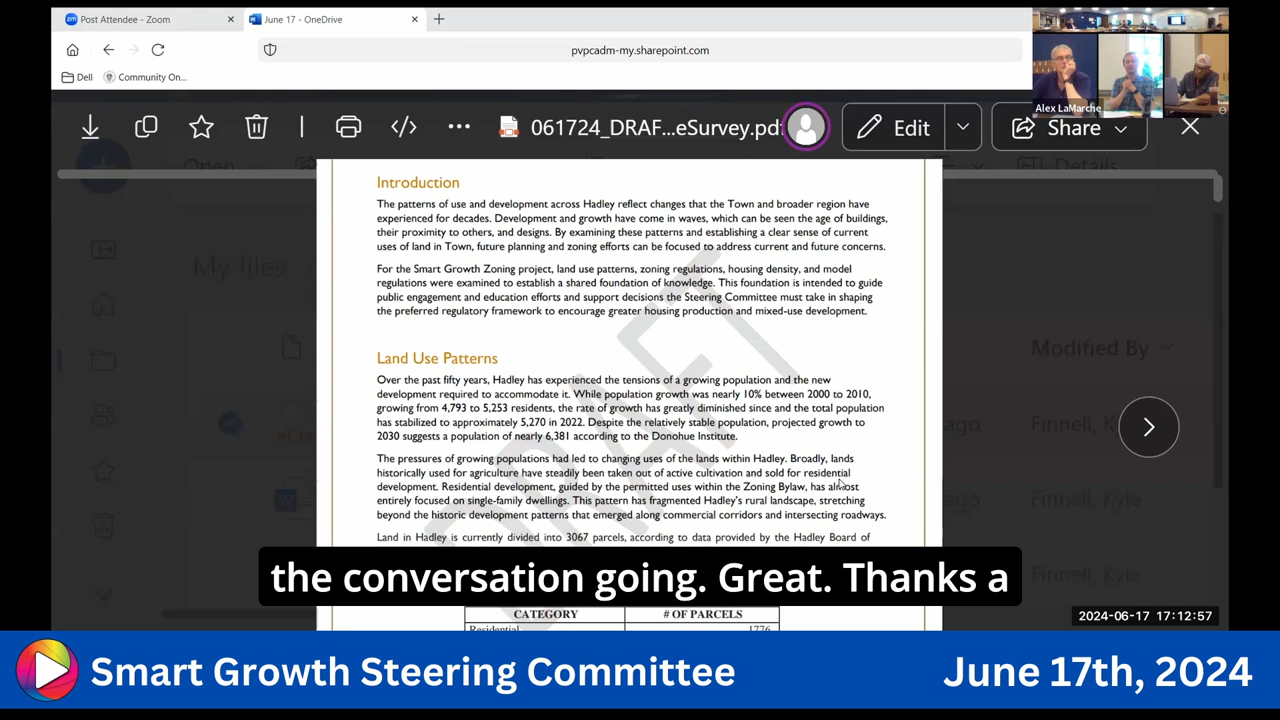 Post Attendee - Zoom
June 17 - OneDrive
pvpcadm-my.sharepoint.com
Dell
Community On...
Alex LaMarche
061724_DRAF...eSurvey.pdf
Edit
Share
Open
Details
My files
Modified By
Finnell, K
ago
Finnell, Kyle
Finnell, Kyle
Introduction
The patterns of use and development across Hadley reflect changes that the Town and broader region have
experienced for decades. Development and growth have come in waves, which can be seen the age of buildings,
their proximity to others, and designs. By examining these patterns and establishing a clear sense of current
uses of land in Town, future planning and zoning efforts can be focused to address current and future concerns.
For the Smart Growth Zoning project, land use patterns, zoning regulations, housing density, and model
regulations were examined to establish a shared foundation of knowledge. This foundation is intended to guide
public engagement and education efforts and support decisions the Steering Committee must take in shaping
the preferred regulatory framework to encourage greater housing production and mixed-use development.
Land Use Patterns
Over the past fifty years, Hadley has experienced the tensions of a growing population and the new
development required to accommodate it. While population growth was nearly 10% between 2000 to 2010,
growing from 4,793 to 5,253 residents, the rate of growth has greatly diminished since and the total population
has stabilized to approximately 5,270 in 2022. Despite the relatively stable population, projected growth to
2030 suggests a population of nearly 6,381 according to the Donohue Institute.
The pressures of growing populations had led to changing uses of the lands within Hadley. Broadly, lands
historically used for agriculture have steadily been taken out of active cultivation and sold for residential
development. Residential development, guided by the permitted uses within the Zoning Bylaw, has almost
entirely focused on single-family dwellings. This pattern has fragmented Hadley's rural landscape, stretching
beyond the historic development patterns that emerged along commercial corridors and intersecting roadways.
Land in Hadley is currently divided into 3067 parcels, according to data provided by the Hadley Board of
DRAFT
the conversation going. Great. Thanks a
CATEGORY # OF PARCELS
Residential 1776
2024-06-17 17:12:57
Smart Growth Steering Committee
June 17th, 2024